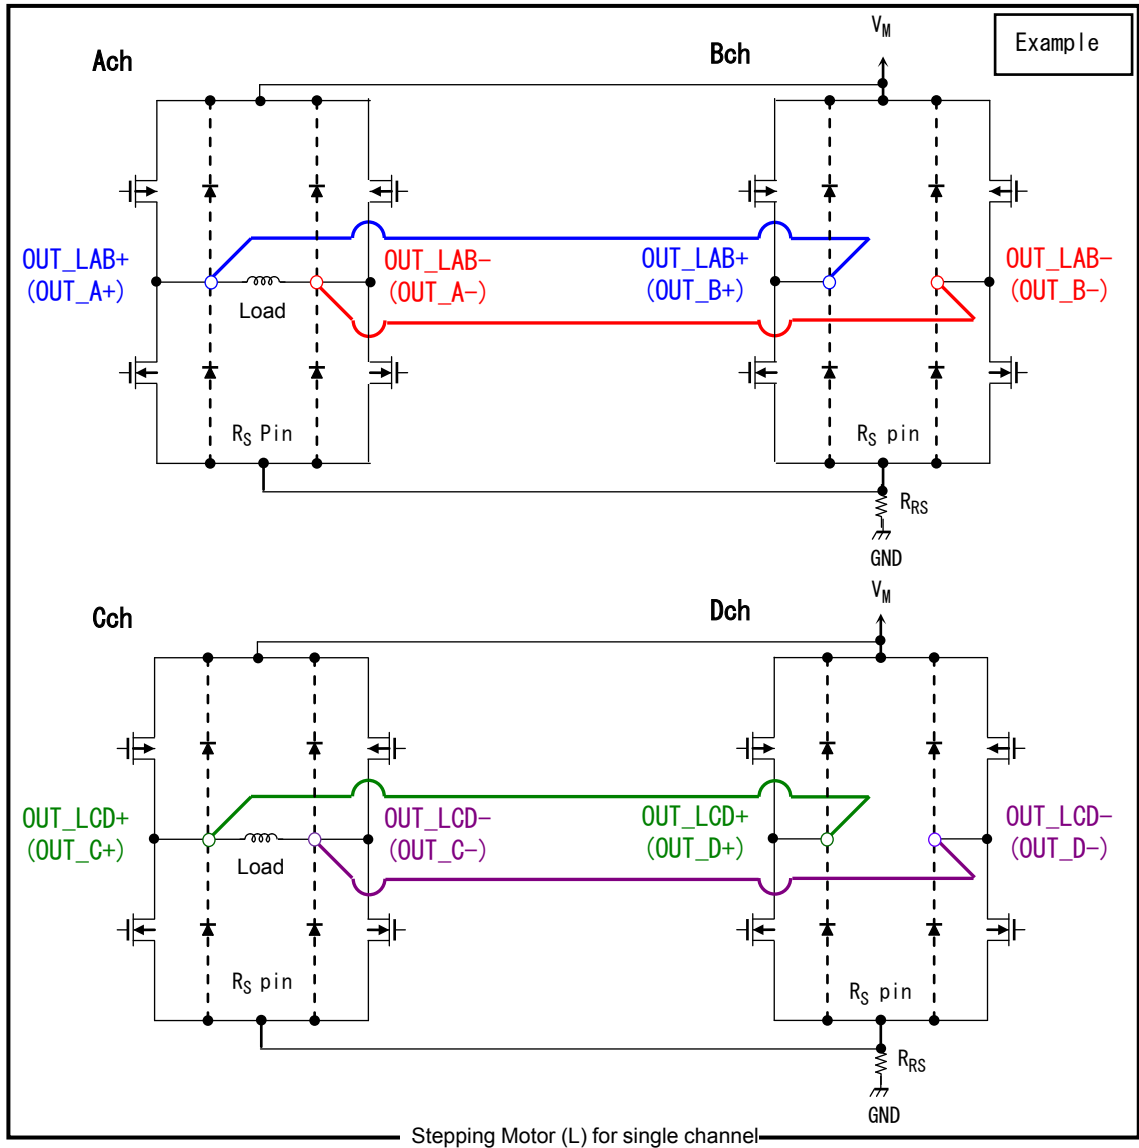 Example
V_M
Ach
Bch
OUT_LAB+
(OUT_A+)
Load
OUT_LAB-
(OUT_A-)
OUT_LAB+
(OUT_B+)
OUT_LAB-
(OUT_B-)
R_S Pin
R_S pin
R_RS
GND
V_M
Cch
Dch
OUT_LCD+
(OUT_C+)
Load
OUT_LCD-
(OUT_C-)
OUT_LCD+
(OUT_D+)
OUT_LCD-
(OUT_D-)
R_S pin
R_S pin
R_RS
GND
Stepping Motor (L) for single channel